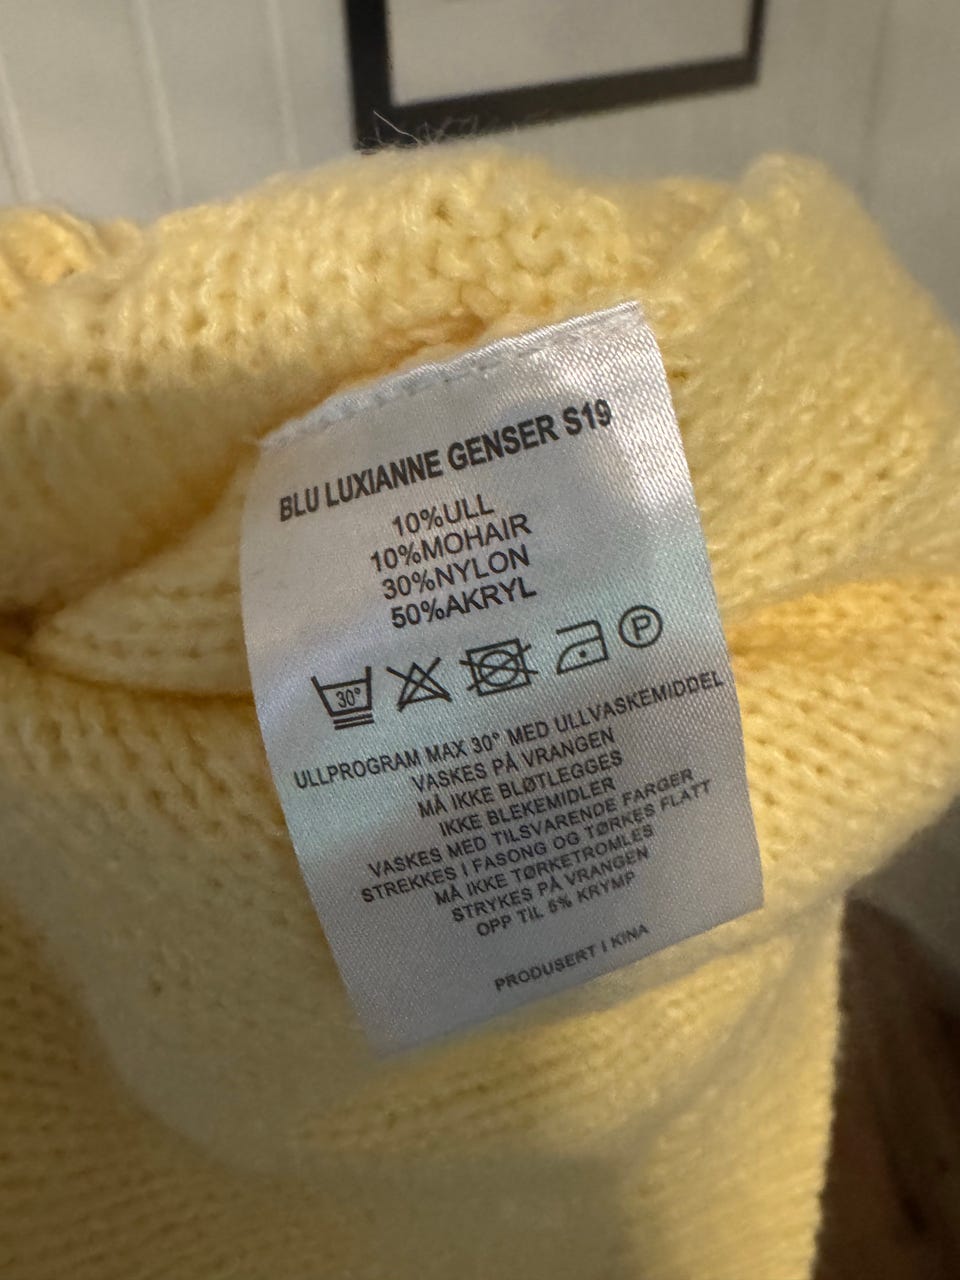 BLU LUXIANNE GENSER S19
10%ULL
10%MOHAIR
30%NYLON
50%AKRYL
30°
P
ULLPROGRAM MAX 30° MED ULLVASKEMIDDEL
VASKES PÅ VRANGEN
MÅ IKKE BLØTLEGGES
IKKE BLEKEMIDLER
VASKES MED TILSVARENDE FARGER
STREKKES I FASONG OG TØRKES FLATT
MÅ IKKE TØRKETROMLES
STRYKES PÅ VRANGEN
OPP TIL 5% KRYMP
PRODUSERT I KINA